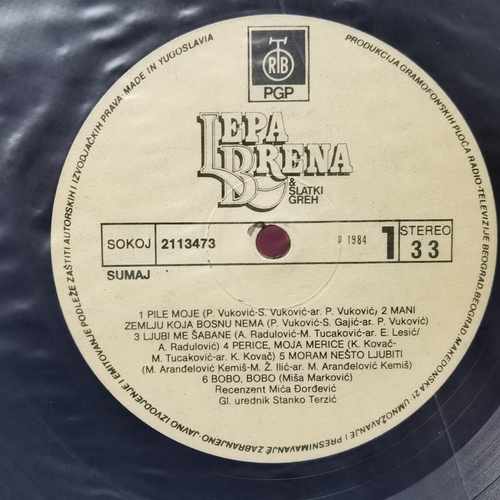 RTB
PGP
LEPA
BRENA
& SLATKI
GREH
SOKOJ 2113473 ℗ 1984 1 STEREO
33
SUMAJ
1 PILE MOJE (P. Vuković-S. Vuković-ar. P. Vuković) 2 MANI
ZEMLJU KOJA BOSNU NEMA (P. Vuković-S. Gajić-ar. P. Vuković)
3 LJUBI ME ŠABANE (A. Radulović-M. Tucaković-ar. E. Lesić/
A. Radulović) 4 PERICE, MOJA MERICE (K. Kovač-
M. Tucaković-ar. K. Kovač) 5 MORAM NEŠTO LJUBITI
(M. Aranđelović Kemiš-M. Ž. Ilić-ar. M. Aranđelović Kemiš)
6 BOBO, BOBO (Miša Marković)
Recenzent Mića Đorđević
Gl. urednik Stanko Terzić
PRODUKCIJA GRAMOFONSKIH PLOČA RADIO-TELEVIZIJE BEOGRAD, BEOGRAD, MAKEDONSKA 21 UMNOŽAVANJE I PRESNIMAVANJE ZABRANJENO. JAVNO IZVOĐENJE I EMITOVANJE PODLEŽE ZAŠTITI AUTORSKIH I IZVOĐAČKIH PRAVA·MADE IN YUGOSLAVIA